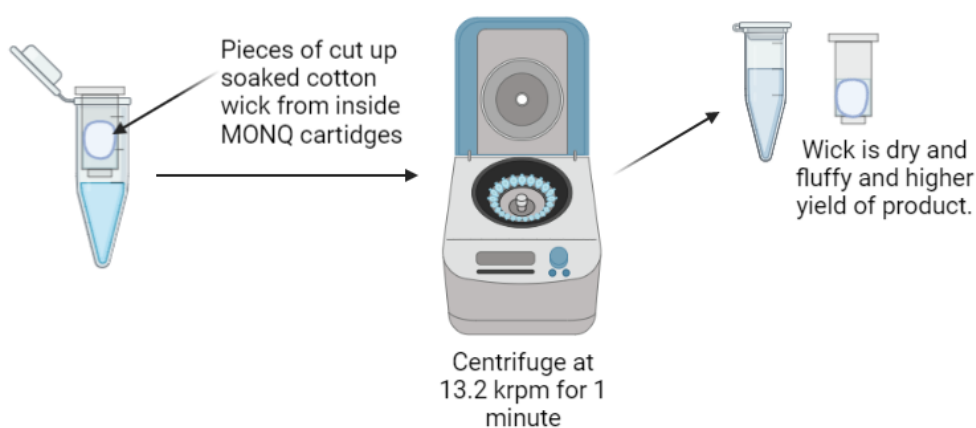 Pieces of cut up
soaked cotton
wick from inside
MONQ cartidges
Centrifuge at
13.2 krpm for 1
minute
Wick is dry and
fluffy and higher
yield of product.